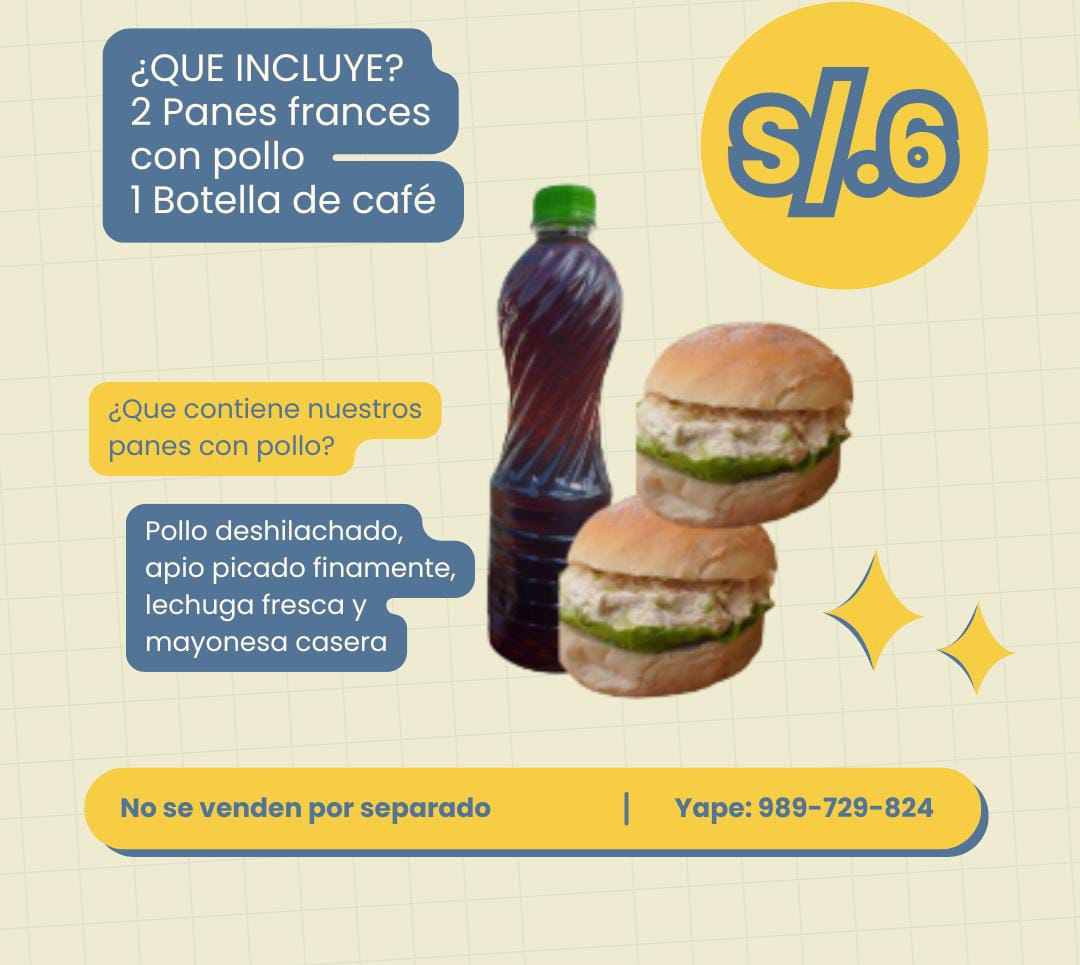 ¿QUE INCLUYE?
2 Panes frances
con pollo
1 Botella de café
S/.6
¿Que contiene nuestros
panes con pollo?
Pollo deshilachado,
apio picado finamente,
lechuga fresca y
mayonesa casera
No se venden por separado | Yape: 989-729-824